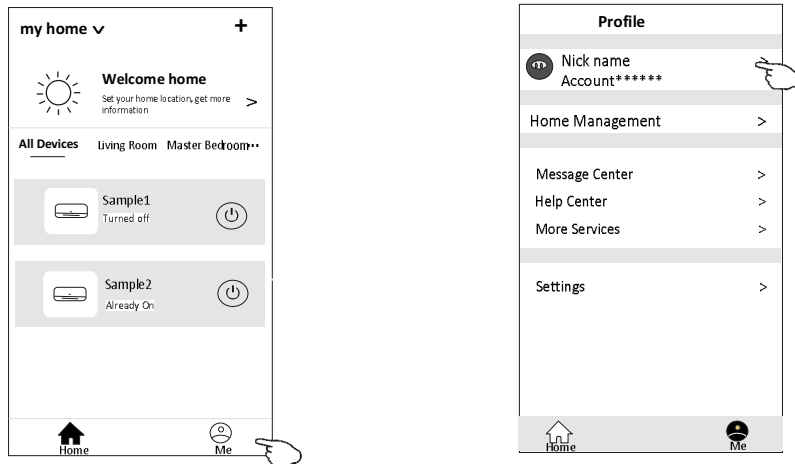 my home
+
Welcome home
Set your home location, get more
information
>
All Devices Living Room Master Bedroom···
Sample1
Turned off
Sample2
Already On
Home
Me
Profile
Nick name
Account******
Home Management >
Message Center >
Help Center >
More Services >
Settings >
Home
Me